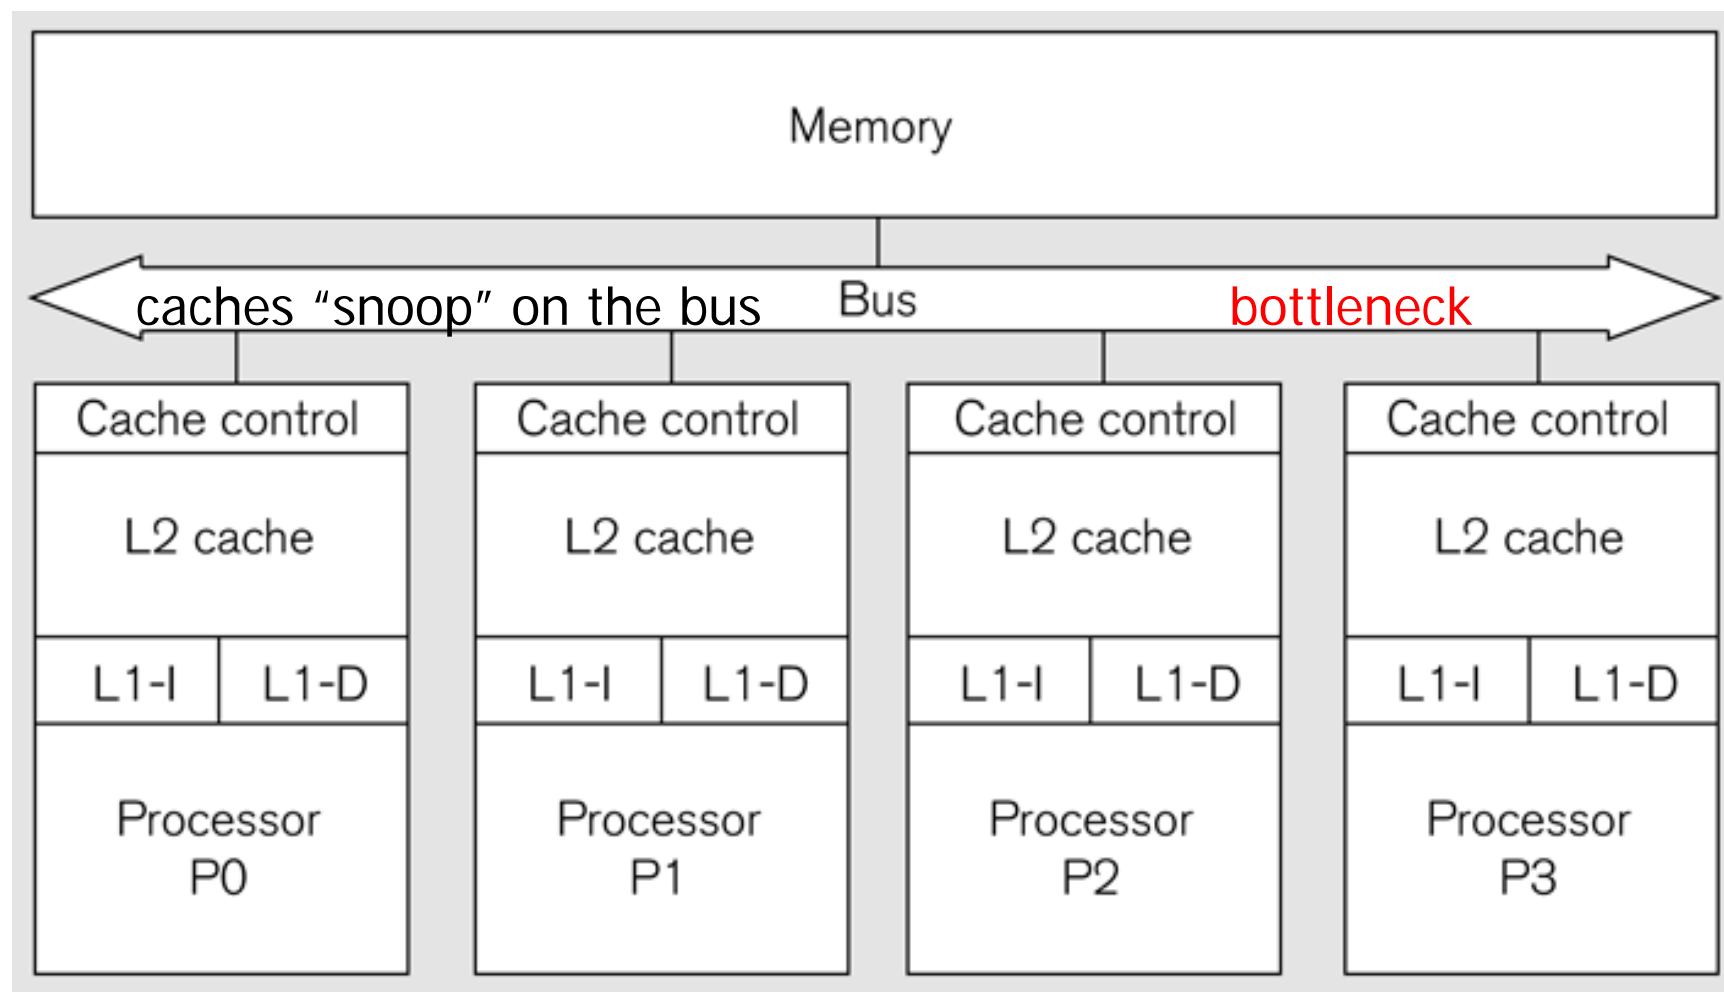 Memory
caches “snoop” on the bus Bus bottleneck
Cache control Cache control Cache control Cache control
L2 cache L2 cache L2 cache L2 cache
L1-I L1-D L1-I L1-D L1-I L1-D L1-I L1-D
Processor Processor Processor Processor
P0 P1 P2 P3